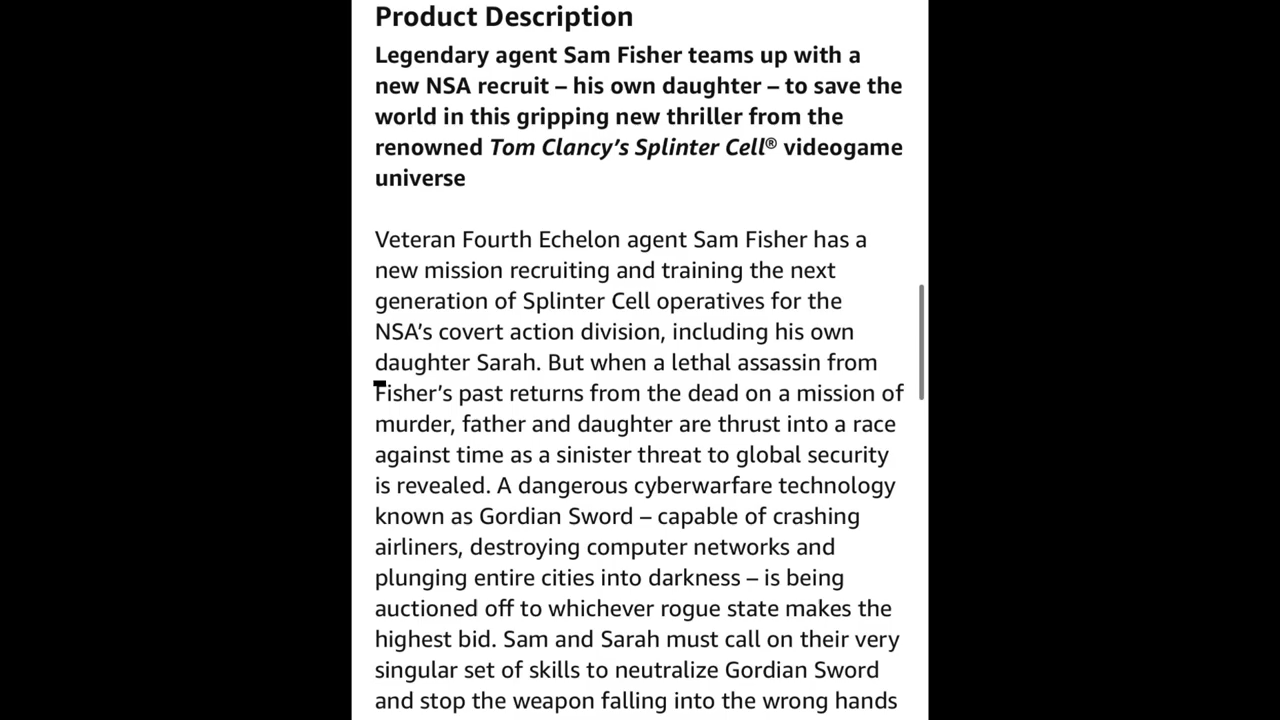 Product Description
Legendary agent Sam Fisher teams up with a
new NSA recruit – his own daughter – to save the
world in this gripping new thriller from the
renowned Tom Clancy’s Splinter Cell® videogame
universe
Veteran Fourth Echelon agent Sam Fisher has a
new mission recruiting and training the next
generation of Splinter Cell operatives for the
NSA’s covert action division, including his own
daughter Sarah. But when a lethal assassin from
Fisher’s past returns from the dead on a mission of
murder, father and daughter are thrust into a race
against time as a sinister threat to global security
is revealed. A dangerous cyberwarfare technology
known as Gordian Sword – capable of crashing
airliners, destroying computer networks and
plunging entire cities into darkness – is being
auctioned off to whichever rogue state makes the
highest bid. Sam and Sarah must call on their very
singular set of skills to neutralize Gordian Sword
and stop the weapon falling into the wrong hands